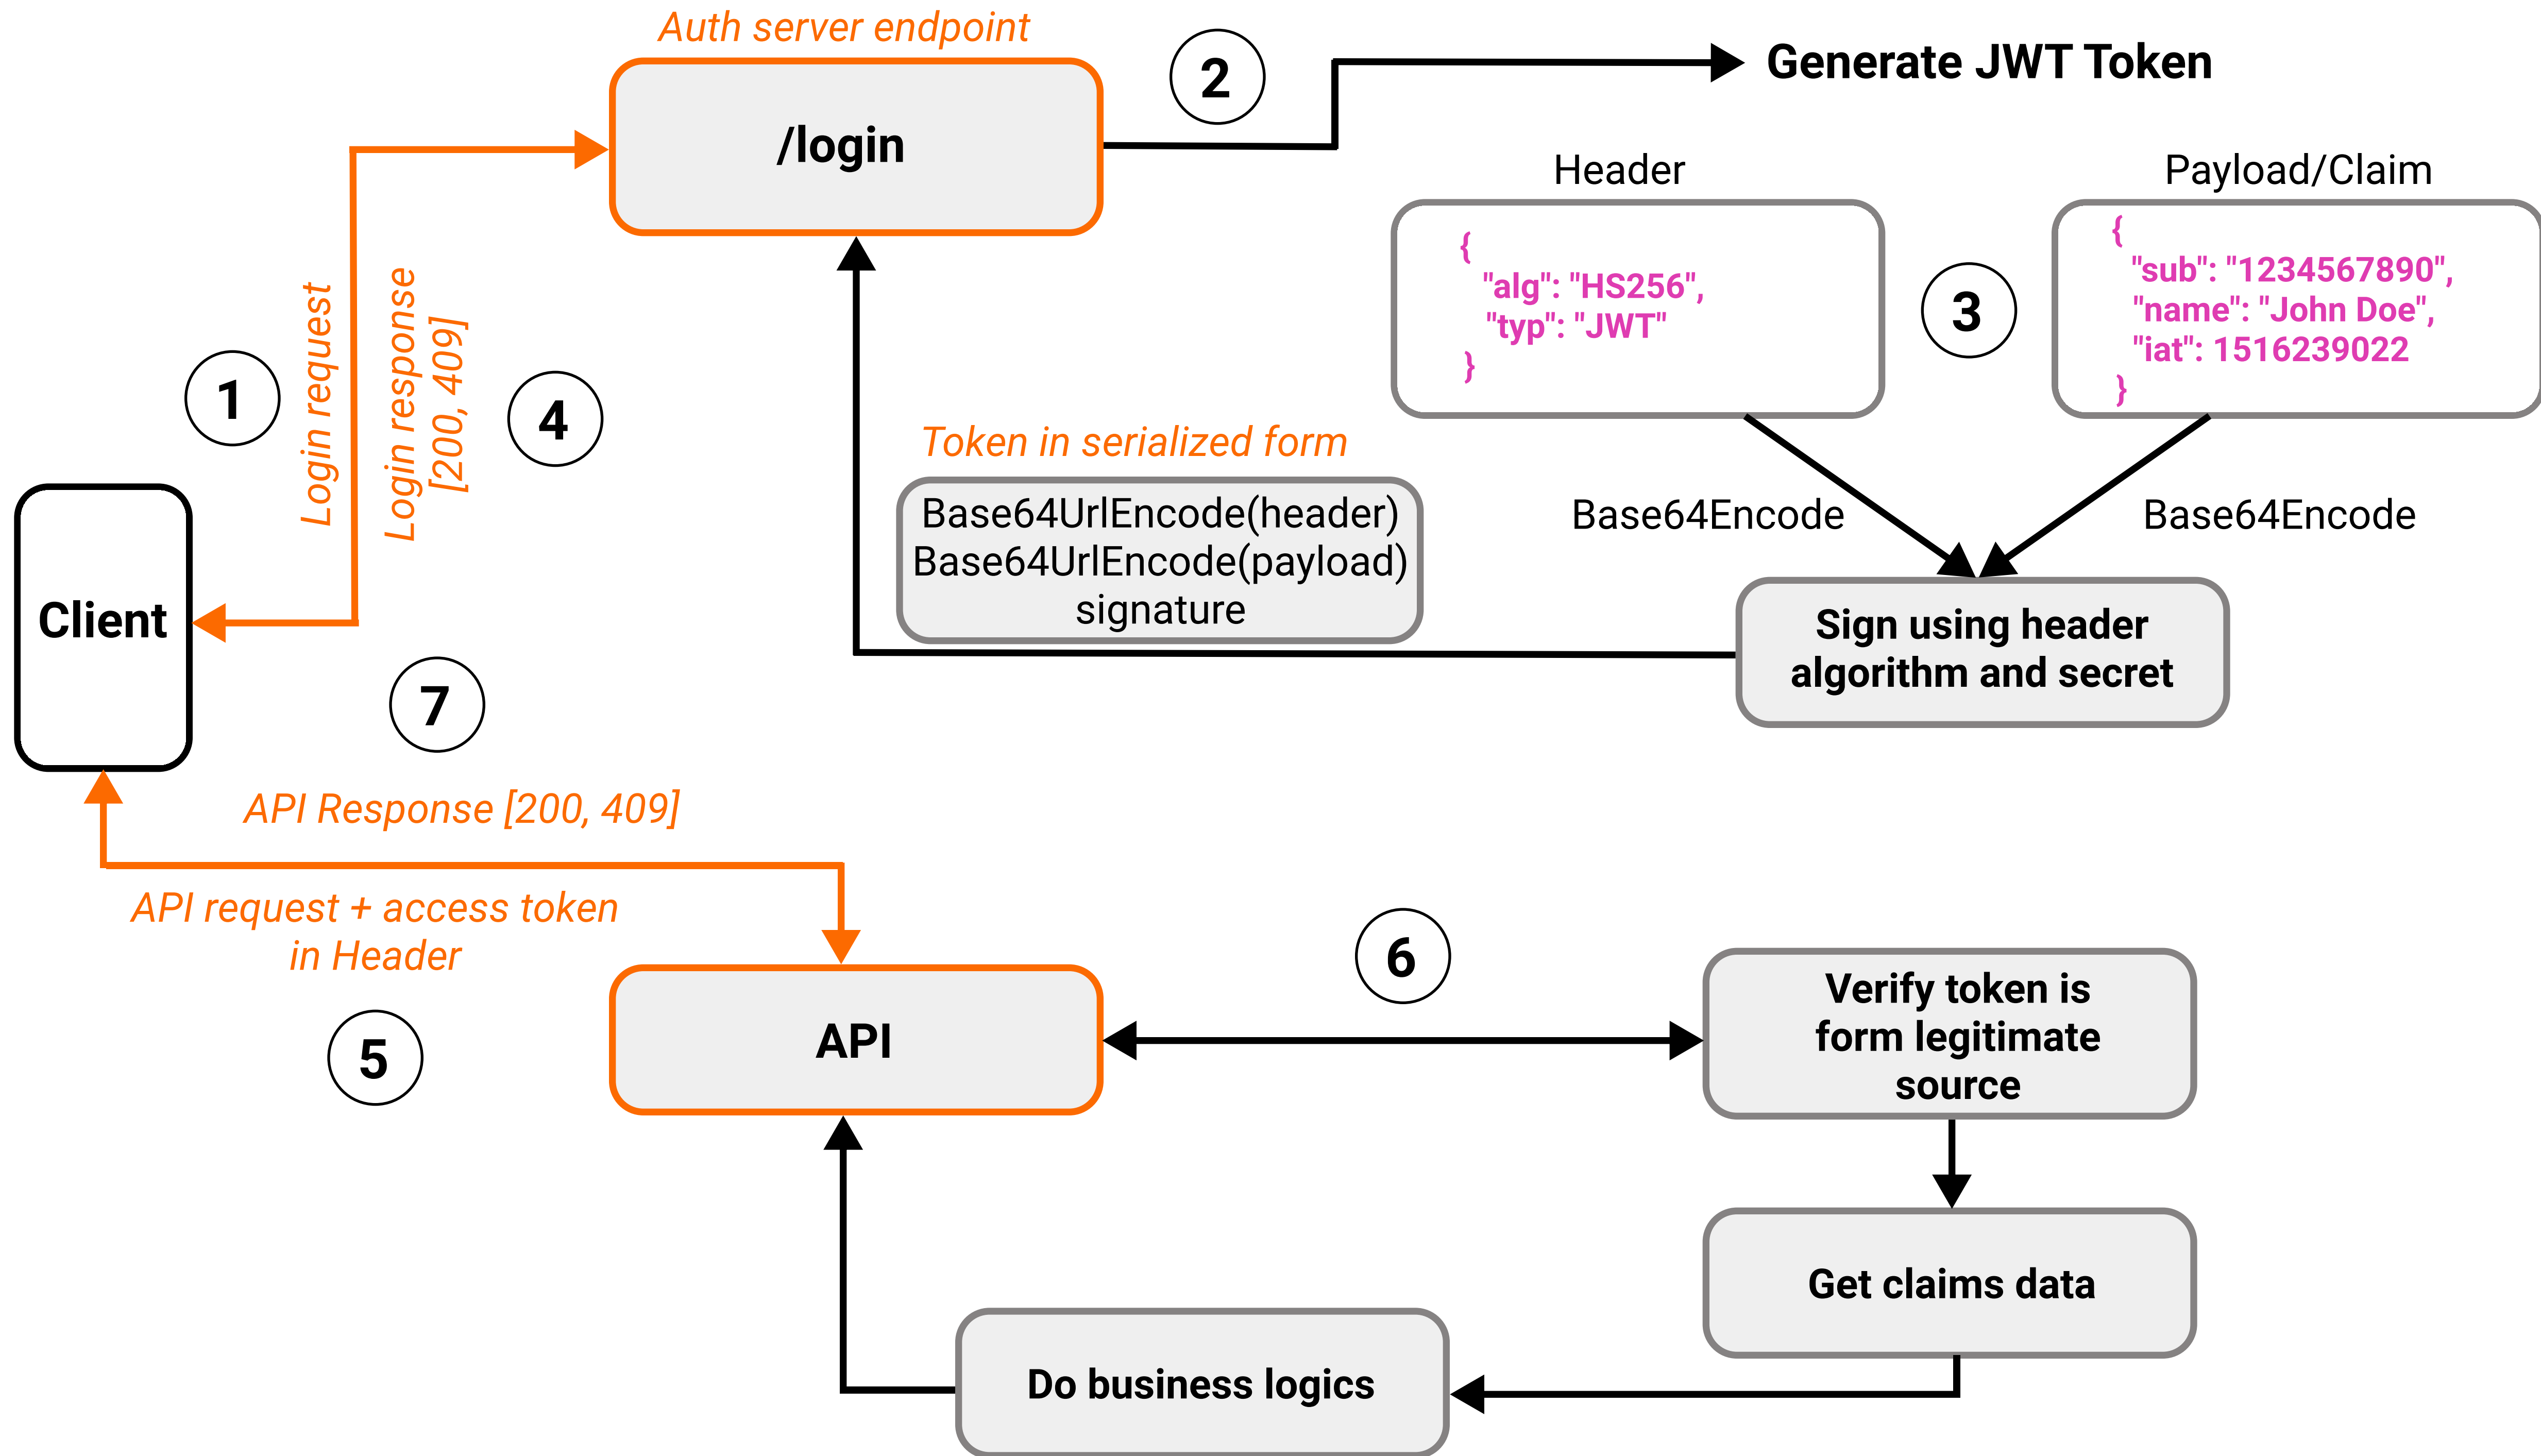 Auth server endpoint
/login
2
Generate JWT Token
Header
{
"alg": "HS256",
"typ": "JWT"
}
3
Payload/Claim
{
"sub": "1234567890",
"name": "John Doe",
"iat": 1516239022
}
1
Login request
Login response
[200, 409]
4
Token in serialized form
Base64UrlEncode(header)
Base64UrlEncode(payload)
signature
Base64Encode
Base64Encode
Sign using header
algorithm and secret
Client
7
API Response [200, 409]
API request + access token
in Header
5
API
6
Verify token is
form legitimate
source
Get claims data
Do business logics